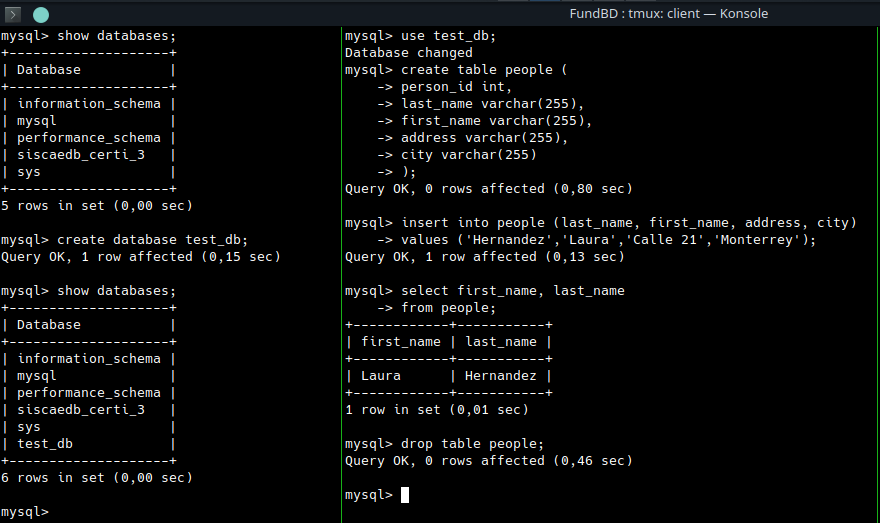 FundBD : tmux: client — Konsole
mysql> show databases;
+--------------------+
| Database           |
+--------------------+
| information_schema |
| mysql              |
| performance_schema |
| siscaedb_certi_3   |
| sys                |
+--------------------+
5 rows in set (0,00 sec)
mysql> create database test_db;
Query OK, 1 row affected (0,15 sec)
mysql> show databases;
+--------------------+
| Database           |
+--------------------+
| information_schema |
| mysql              |
| performance_schema |
| siscaedb_certi_3   |
| sys                |
| test_db            |
+--------------------+
6 rows in set (0,00 sec)
mysql>
mysql> use test_db;
Database changed
mysql> create table people (
    -> person_id int,
    -> last_name varchar(255),
    -> first_name varchar(255),
    -> address varchar(255),
    -> city varchar(255)
    -> );
Query OK, 0 rows affected (0,80 sec)
mysql> insert into people (last_name, first_name, address, city)
    -> values ('Hernandez','Laura','Calle 21','Monterrey');
Query OK, 1 row affected (0,13 sec)
mysql> select first_name, last_name
    -> from people;
+------------+-----------+
| first_name | last_name |
+------------+-----------+
| Laura      | Hernandez |
+------------+-----------+
1 row in set (0,01 sec)
mysql> drop table people;
Query OK, 0 rows affected (0,46 sec)
mysql>